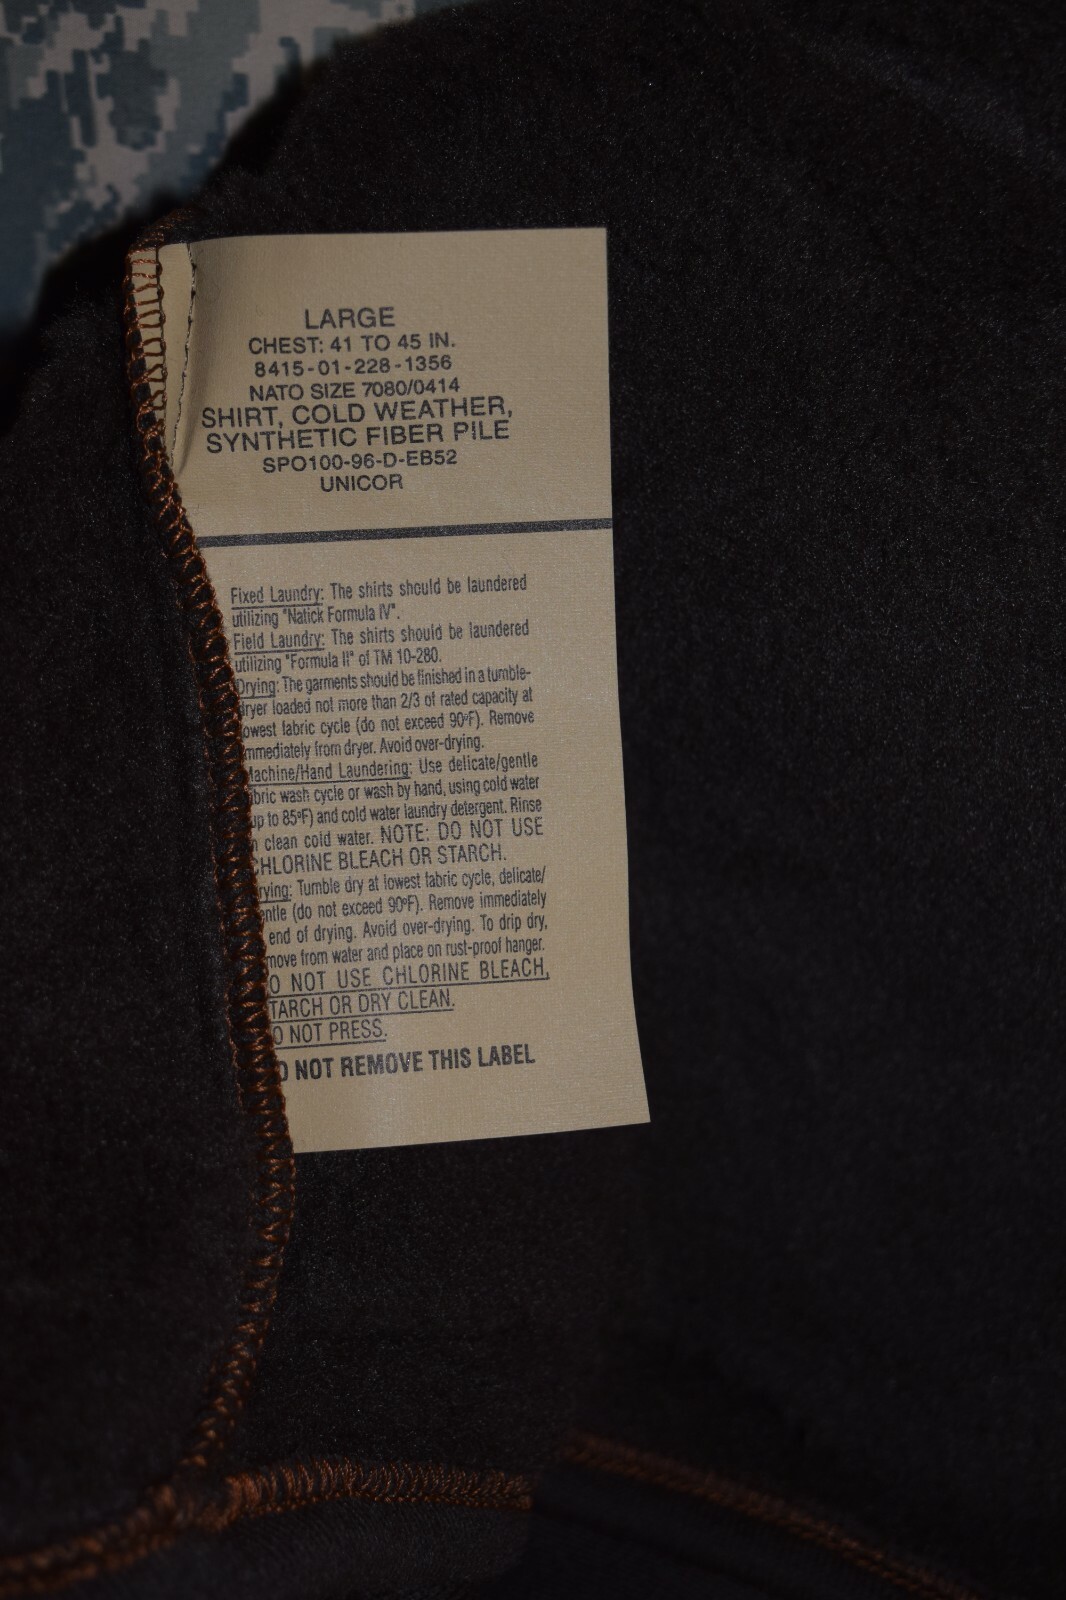 LARGE
CHEST: 41 TO 45 IN.
8415-01-228-1356
NATO SIZE 7080/0414
SHIRT, COLD WEATHER,
SYNTHETIC FIBER PILE
SPO100-96-D-EB52
UNICOR
Fixed Laundry: The shirts should be laundered
utilizing "Natick Formula IV".
Field Laundry: The shirts should be laundered
utilizing "Formula II" of TM 10-280.
Drying: The garments should be finished in a tumble-
dryer loaded not more than 2/3 of rated capacity at
lowest fabric cycle (do not exceed 90ºF). Remove
mmediately from dryer. Avoid over-drying.
Machine/Hand Laundering: Use delicate/gentle
abric wash cycle or wash by hand, using cold water
up to 85ºF) and cold water laundry detergent. Rinse
n clean cold water. NOTE: DO NOT USE
CHLORINE BLEACH OR STARCH.
rying: Tumble dry at lowest fabric cycle, delicate/
entle (do not exceed 90ºF). Remove immediately
end of drying. Avoid over-drying. To drip dry,
move from water and place on rust-proof hanger.
O NOT USE CHLORINE BLEACH,
TARCH OR DRY CLEAN.
O NOT PRESS.
O NOT REMOVE THIS LABEL